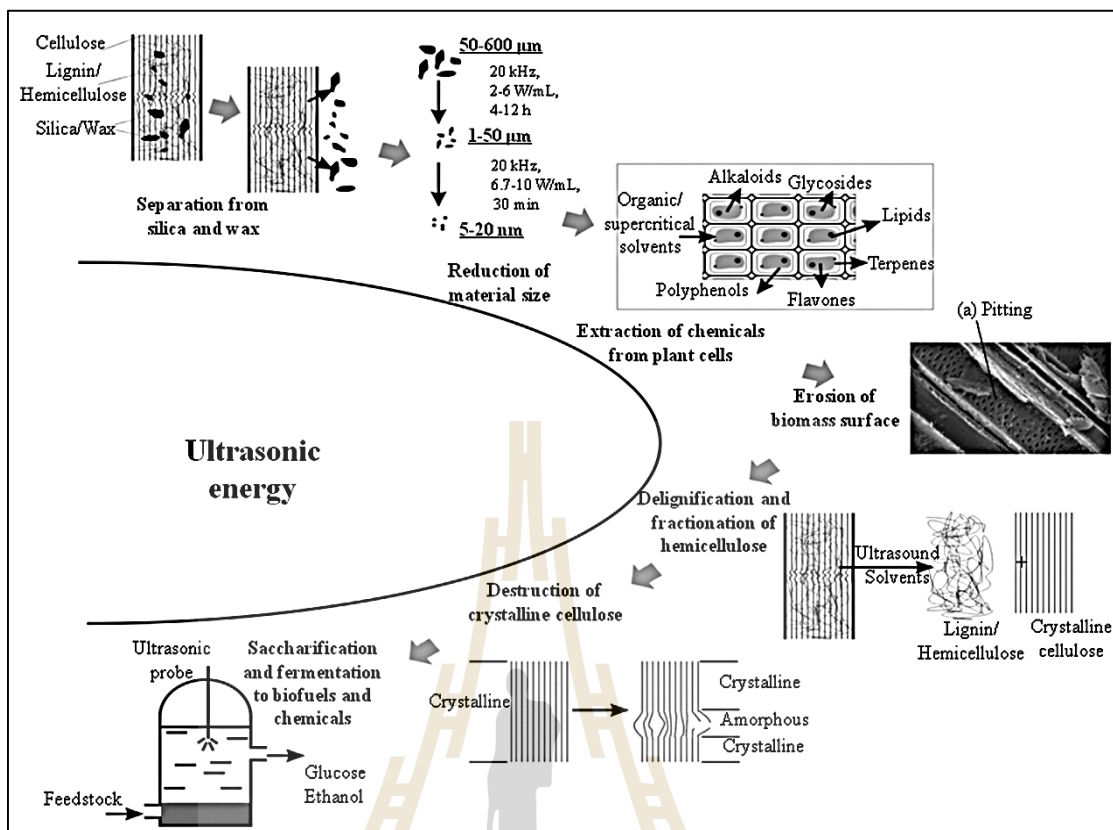 Cellulose
Lignin/
Hemicellulose
Silica/Wax
Separation from
silica and wax
50-600 μm
20 kHz,
2-6 W/mL,
4-12 h
1-50 μm
20 kHz,
6.7-10 W/mL,
30 min
5-20 nm
Reduction of
material size
Alkaloids
Glycosides
Organic/
supercritical
solvents
Lipids
Terpenes
Polyphenols
Flavones
Extraction of chemicals
from plant cells
(a) Pitting
Erosion of
biomass surface
Ultrasonic
energy
Delignification and
fractionation of
hemicellulose
Ultrasound
Solvents
+
Lignin/
Hemicellulose
Crystalline
cellulose
Destruction of
crystalline cellulose
Crystalline
Crystalline
Amorphous
Crystalline
Saccharification
and fermentation
to biofuels and
chemicals
Ultrasonic
probe
Feedstock
Glucose
Ethanol